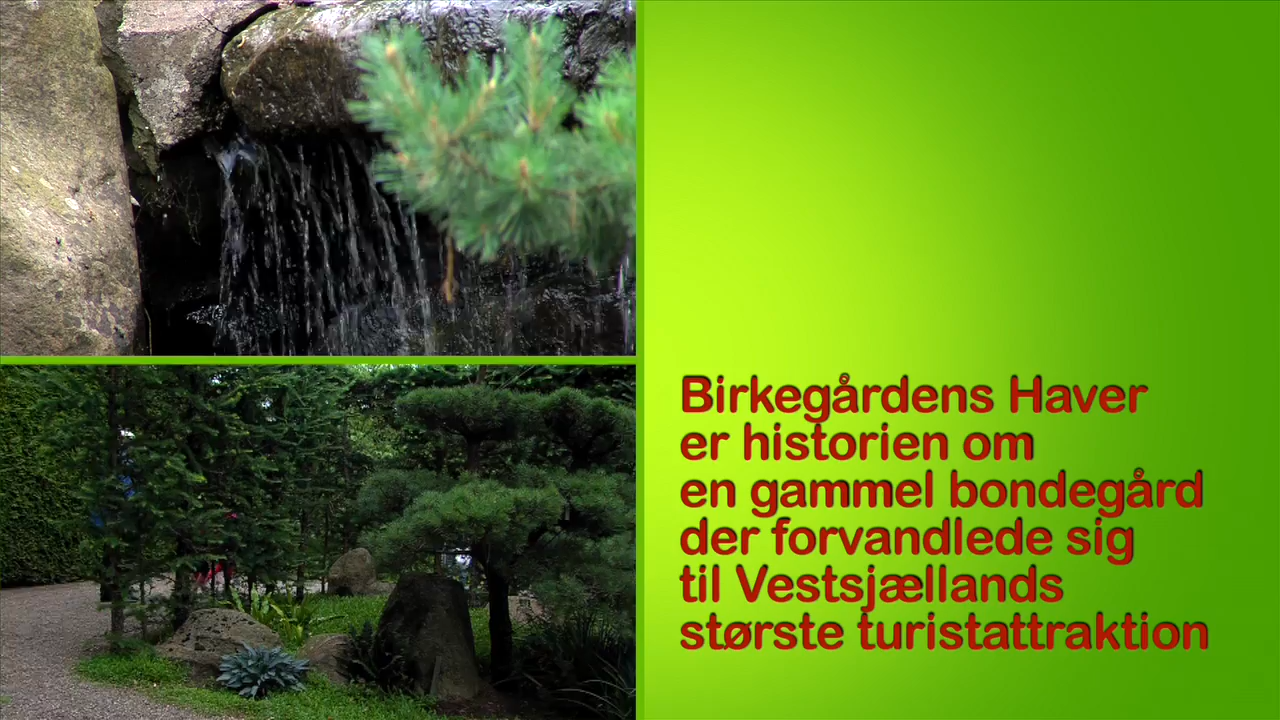 Birkegårdens Haver
er historien om
en gammel bondegård
der forvandlede sig
til Vestsjællands
største turistattraktion